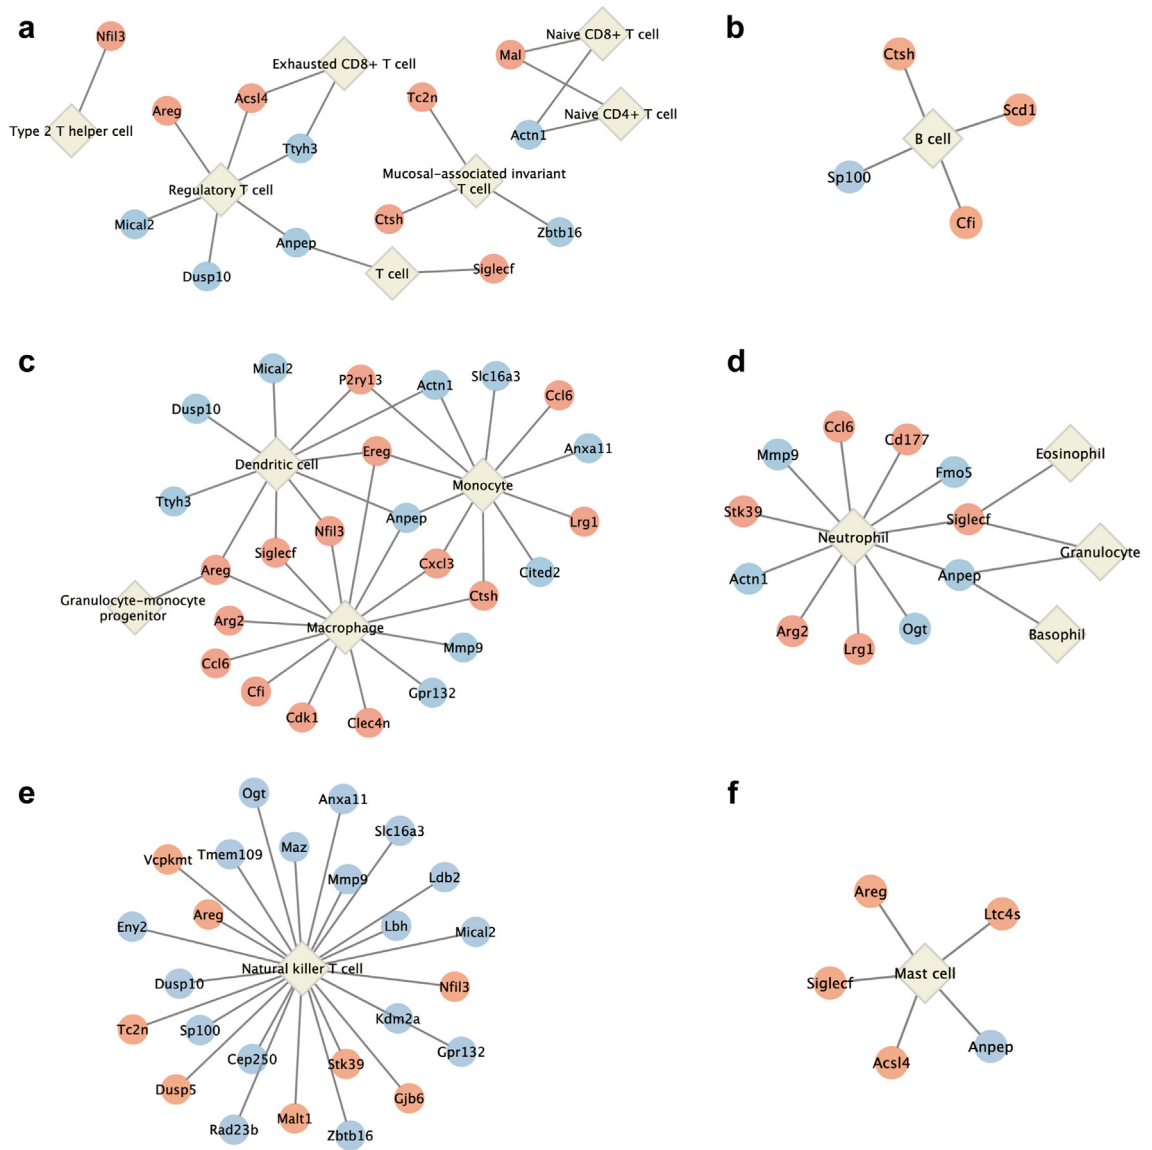 a
b
Nfil3
Naive CD8+ T cell
Ctsh
Mal
Exhausted CD8+ T cell
Acsl4
Tc2n
Areg
Scd1
Naive CD4+ T cell
Type 2 T helper cell
Actn1
B cell
Ttyh3
Mucosal-associated invariant
T cell
Sp100
Regulatory T cell
Ctsh
Mical2
Cfi
Zbtb16
Anpep
Siglecf
T cell
Dusp10
c
d
Mical2
P2ry13
Actn1
Slc16a3
Ccl6
Dusp10
Ccl6
Cd177
Ereg
Anxa11
Mmp9
Eosinophil
Dendritic cell
Fmo5
Monocyte
Ttyh3
Stk39
Anpep
Lrg1
Siglecf
Nfil3
Neutrophil
Siglecf
Granulocyte
Cxcl3
Areg
Cited2
Actn1
Anpep
Ctsh
Granulocyte-monocyte
progenitor
Arg2
Macrophage
Arg2
Ogt
Basophil
Mmp9
Lrg1
Ccl6
Cfi
Gpr132
Cdk1
Clec4n
e
f
Ogt
Anxa11
Slc16a3
Maz
Tmem109
Vcpkmt
Mmp9
Ldb2
Areg
Areg
Ltc4s
Eny2
Lbh
Mical2
Natural killer T cell
Mast cell
Dusp10
Nfil3
Siglecf
Kdm2a
Tc2n
Sp100
Anpep
Gpr132
Cep250
Stk39
Acsl4
Dusp5
Gjb6
Malt1
Rad23b
Zbtb16